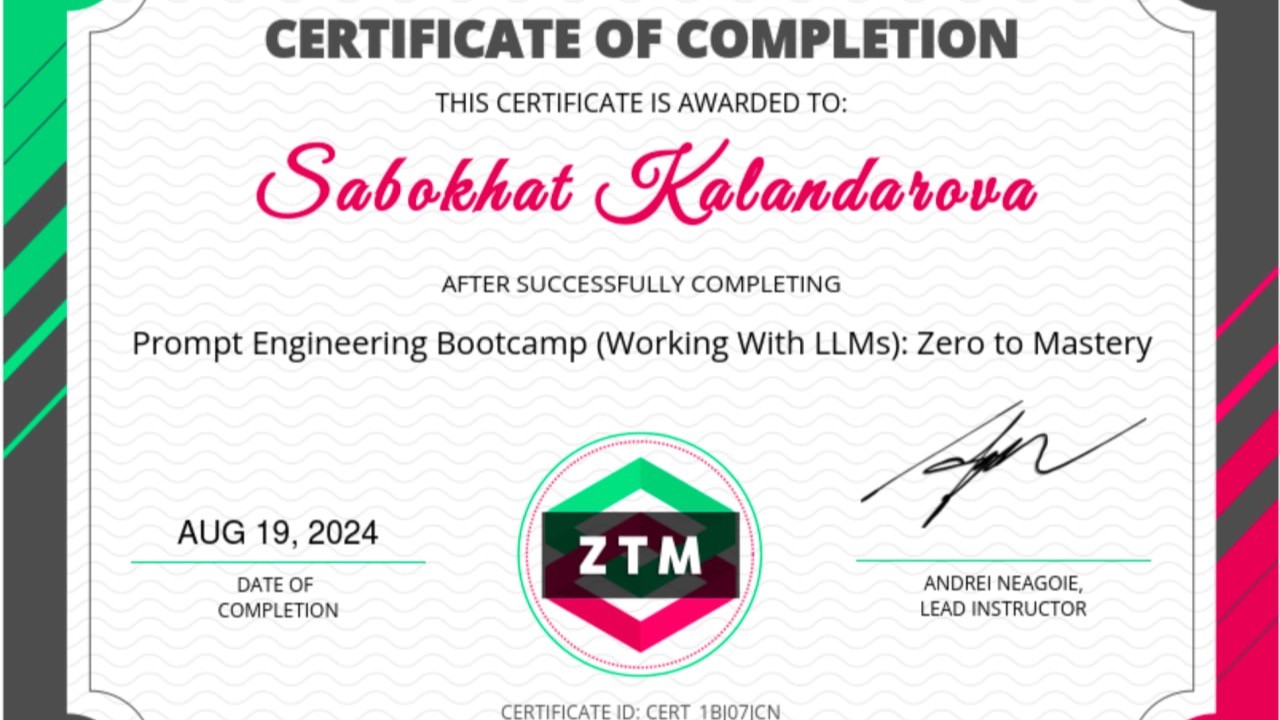 CERTIFICATE OF COMPLETION
THIS CERTIFICATE IS AWARDED TO:
Sabokhat Kalandarova
AFTER SUCCESSFULLY COMPLETING
Prompt Engineering Bootcamp (Working With LLMs): Zero to Mastery
AUG 19, 2024
DATE OF
COMPLETION
ZTM
ANDREI NEAGOIE,
LEAD INSTRUCTOR
CERTIFICATE ID: CERT_1BJ07JCN